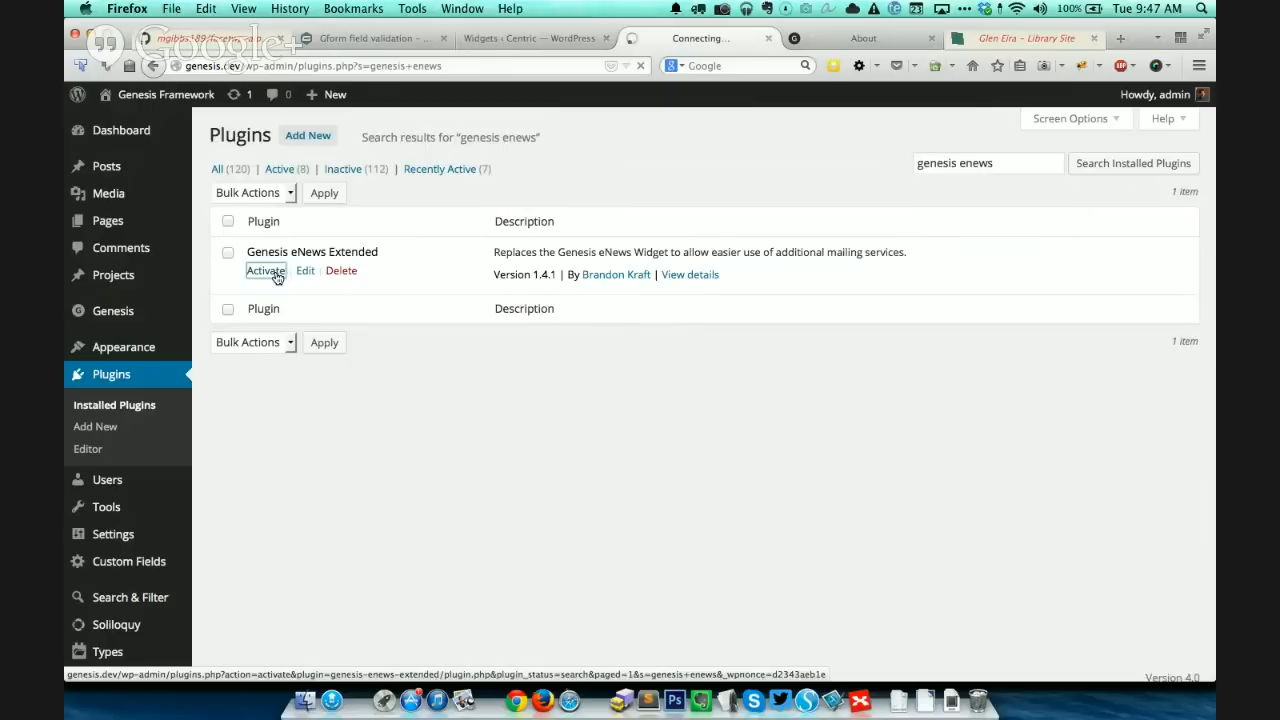 Firefox File Edit View History Bookmarks Tools Window Help 100% Tue 9:47 AM
Google+
Gform field validation - ... Widgets ‹ Centric — WordPress Connecting... About Glen Eira - Library Site
genesis.dev/wp-admin/plugins.php?s=genesis+enews Google
Genesis Framework 1 0 New Howdy, admin
Screen Options Help
Dashboard
Posts
Media
Pages
Comments
Projects
Genesis
Appearance
Plugins
Installed Plugins
Add New
Editor
Users
Tools
Settings
Custom Fields
Search & Filter
Soliloquy
Types
Plugins Add New Search results for "genesis enews"
All (120) | Active (8) | Inactive (112) | Recently Active (7)
genesis enews Search Installed Plugins
Bulk Actions Apply 1 item
Plugin Description
Genesis eNews Extended Replaces the Genesis eNews Widget to allow easier use of additional mailing services.
Activate | Edit | Delete Version 1.4.1 | By Brandon Kraft | View details
Plugin Description
Bulk Actions Apply 1 item
genesis.dev/wp-admin/plugins.php?action=activate&plugin=genesis-enews-extended/plugin.php&plugin_status=search&paged=1&s=genesis+enews&_wpnonce=d2343aeb1e
Version 4.0
Ps